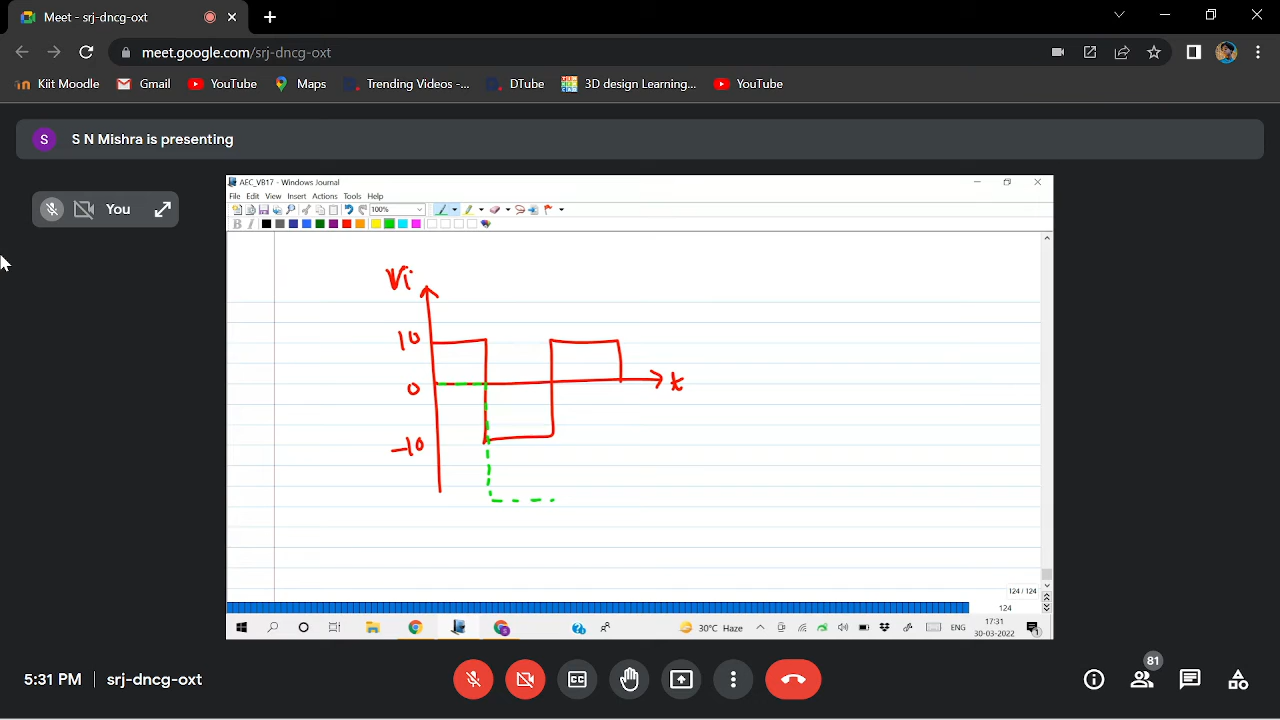 Meet - srj-dncg-oxt
meet.google.com/srj-dncg-oxt
Kiit Moodle Gmail YouTube Maps Trending Videos -... DTube 3D design Learning... YouTube
S S N Mishra is presenting
You
AEC_VB17 - Windows Journal
File Edit View Insert Actions Tools Help
100%
B I
Vi
10
0
t
-10
124 / 124
124
30°C Haze ENG 17:31
30-03-2022
1
81
5:31 PM srj-dncg-oxt
CC